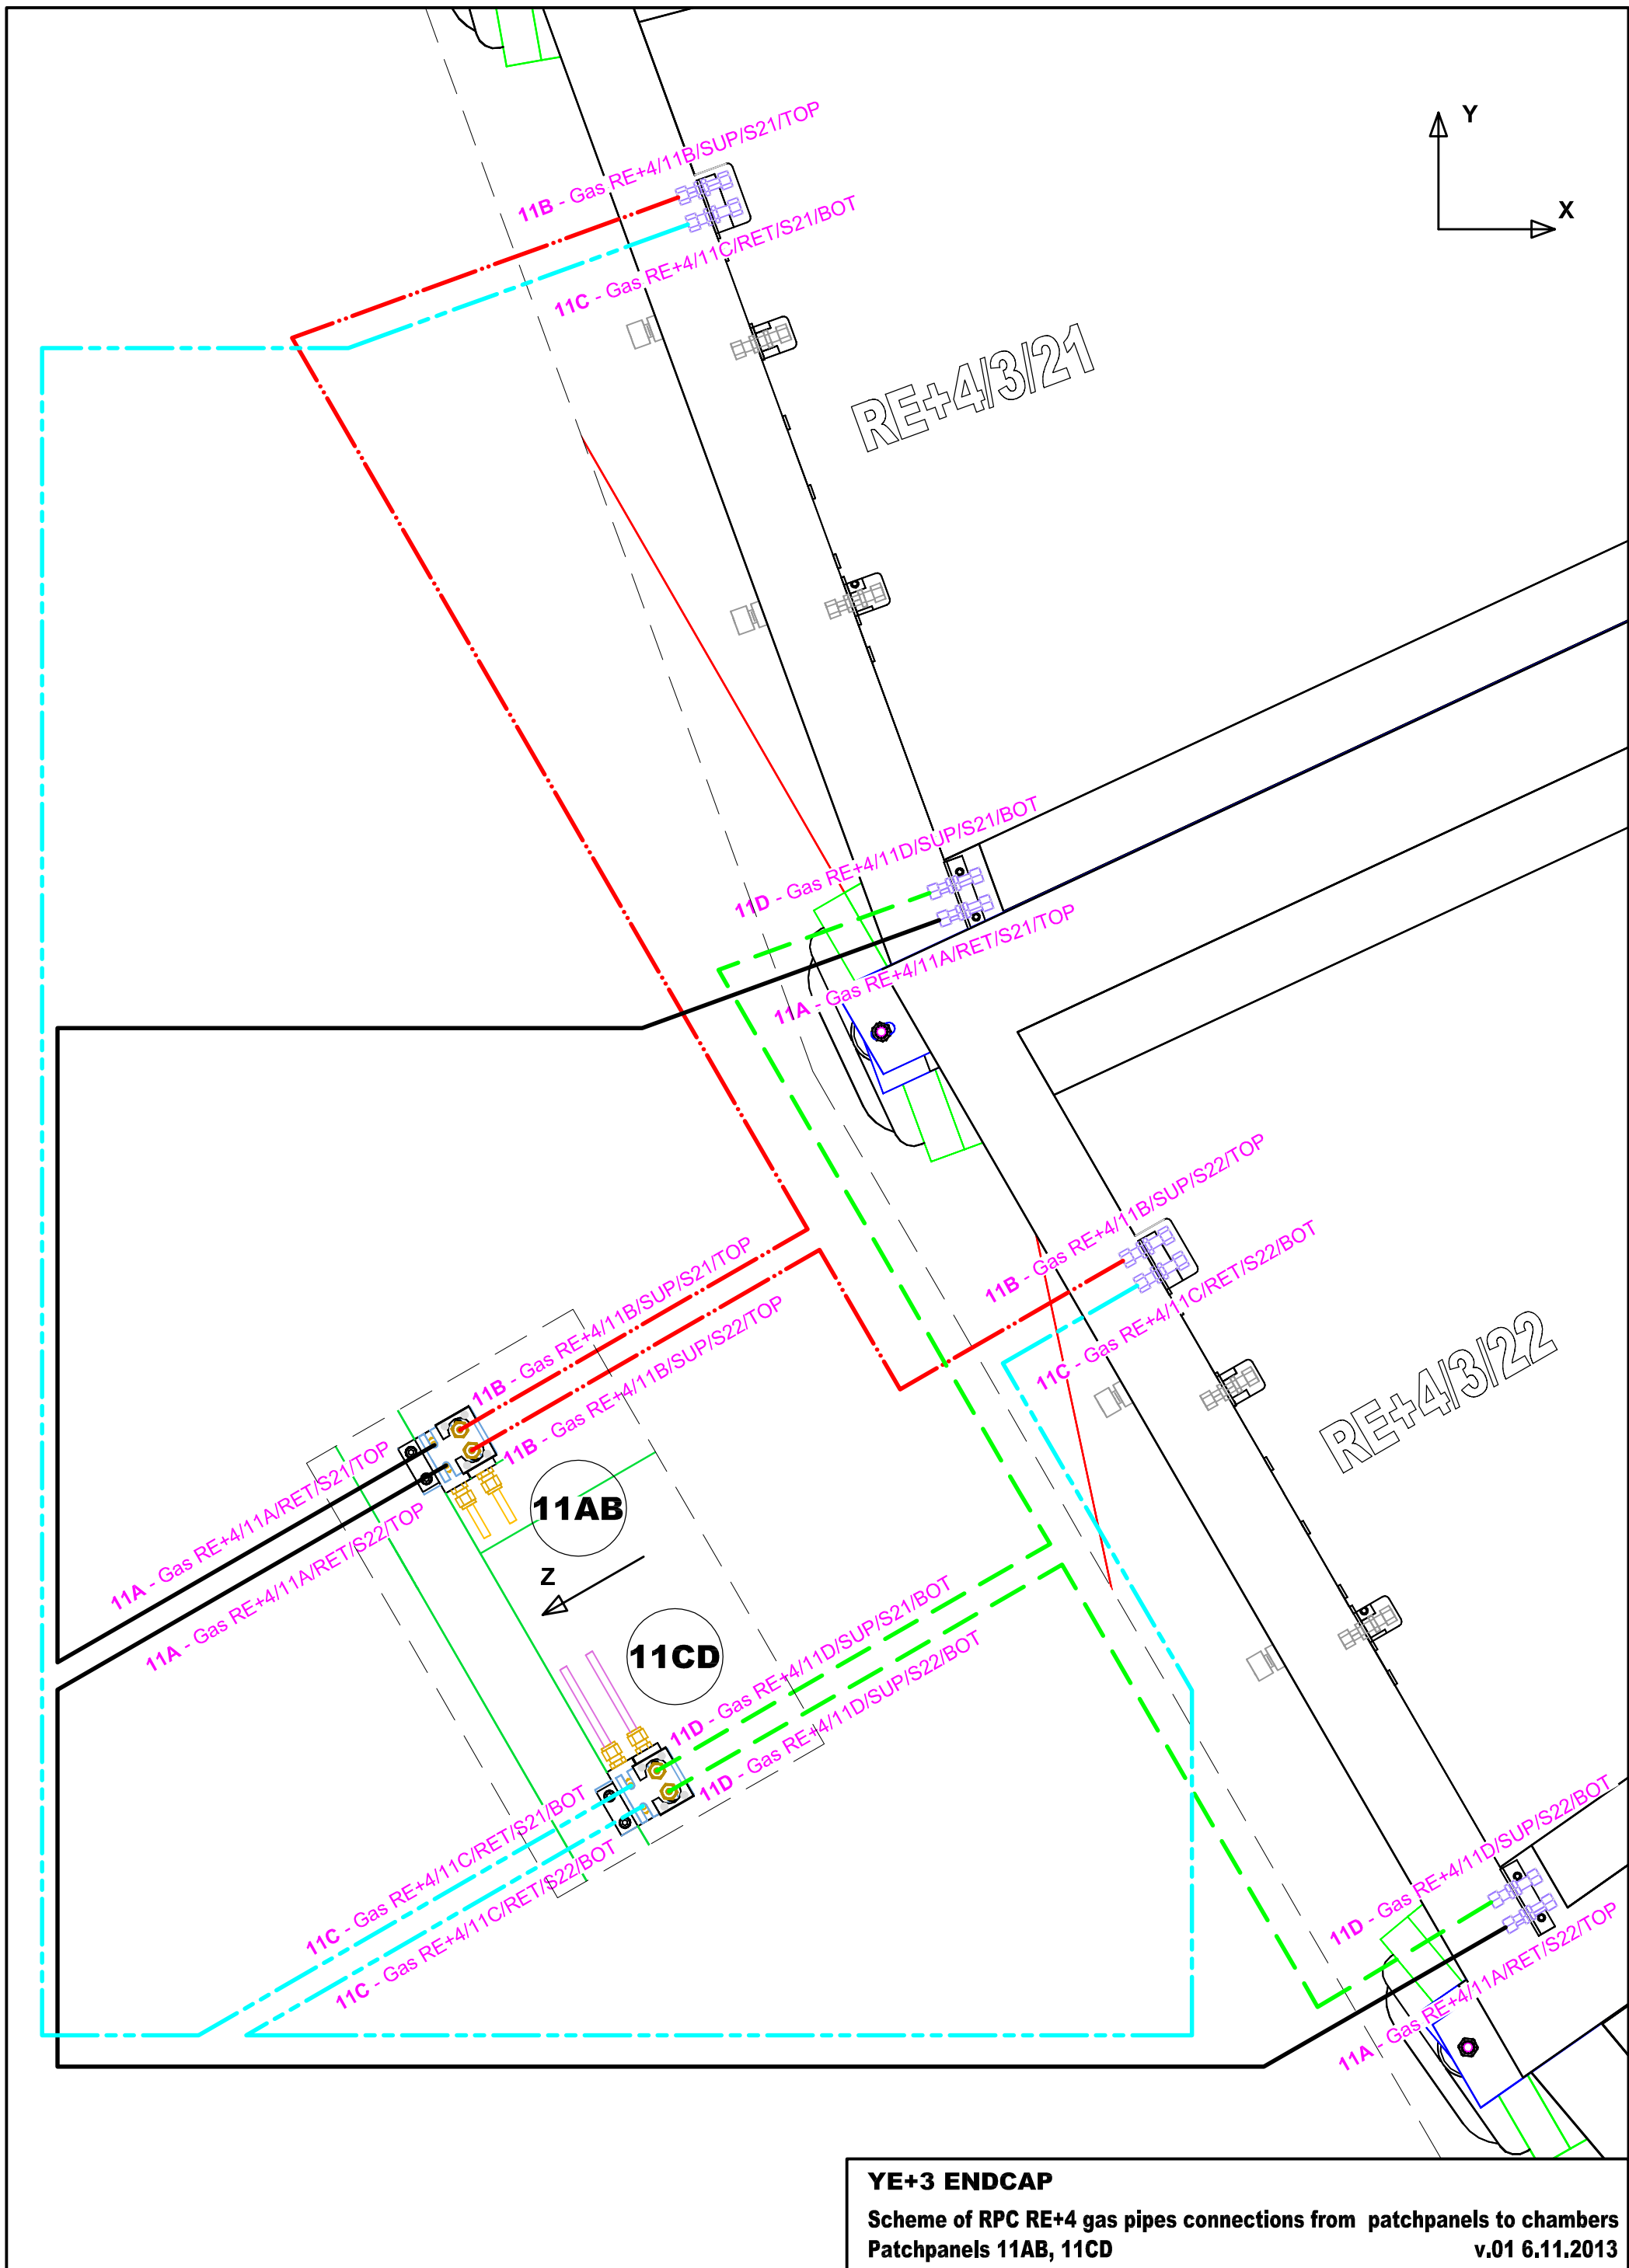 11B - Gas RE+4/11B/SUP/S21/TOP
Y
X
11C - Gas RE+4/11C/RET/S21/BOT
RE+4/3/21
11D - Gas RE+4/11D/SUP/S21/BOT
11A - Gas RE+4/11A/RET/S21/TOP
11B - Gas RE+4/11B/SUP/S22/TOP
11C - Gas RE+4/11C/RET/S22/BOT
11B - Gas RE+4/11B/SUP/S21/TOP
11B - Gas RE+4/11B/SUP/S22/TOP
RE+4/3/22
11A - Gas RE+4/11A/RET/S21/TOP
11A - Gas RE+4/11A/RET/S22/TOP
11AB
Z
11CD
11D - Gas RE+4/11D/SUP/S21/BOT
11D - Gas RE+4/11D/SUP/S22/BOT
11C - Gas RE+4/11C/RET/S21/BOT
11C - Gas RE+4/11C/RET/S22/BOT
11D - Gas RE+4/11D/SUP/S22/BOT
11A - Gas RE+4/11A/RET/S22/TOP
YE+3 ENDCAP
Scheme of RPC RE+4 gas pipes connections from patchpanels to chambers
Patchpanels 11AB, 11CD v.01 6.11.2013